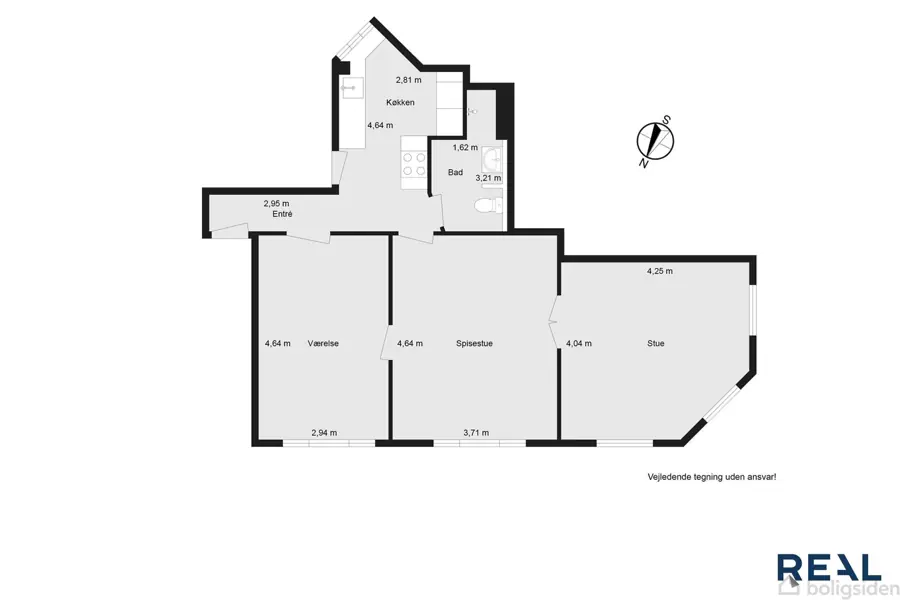 2,81 m
Køkken
4,64 m
S
N
1,62 m
Bad
3,21 m
2,95 m
Entré
4,25 m
4,64 m
Værelse
4,64 m
Spisestue
4,04 m
Stue
2,94 m
3,71 m
Vejledende tegning uden ansvar!
REAL
boligsiden